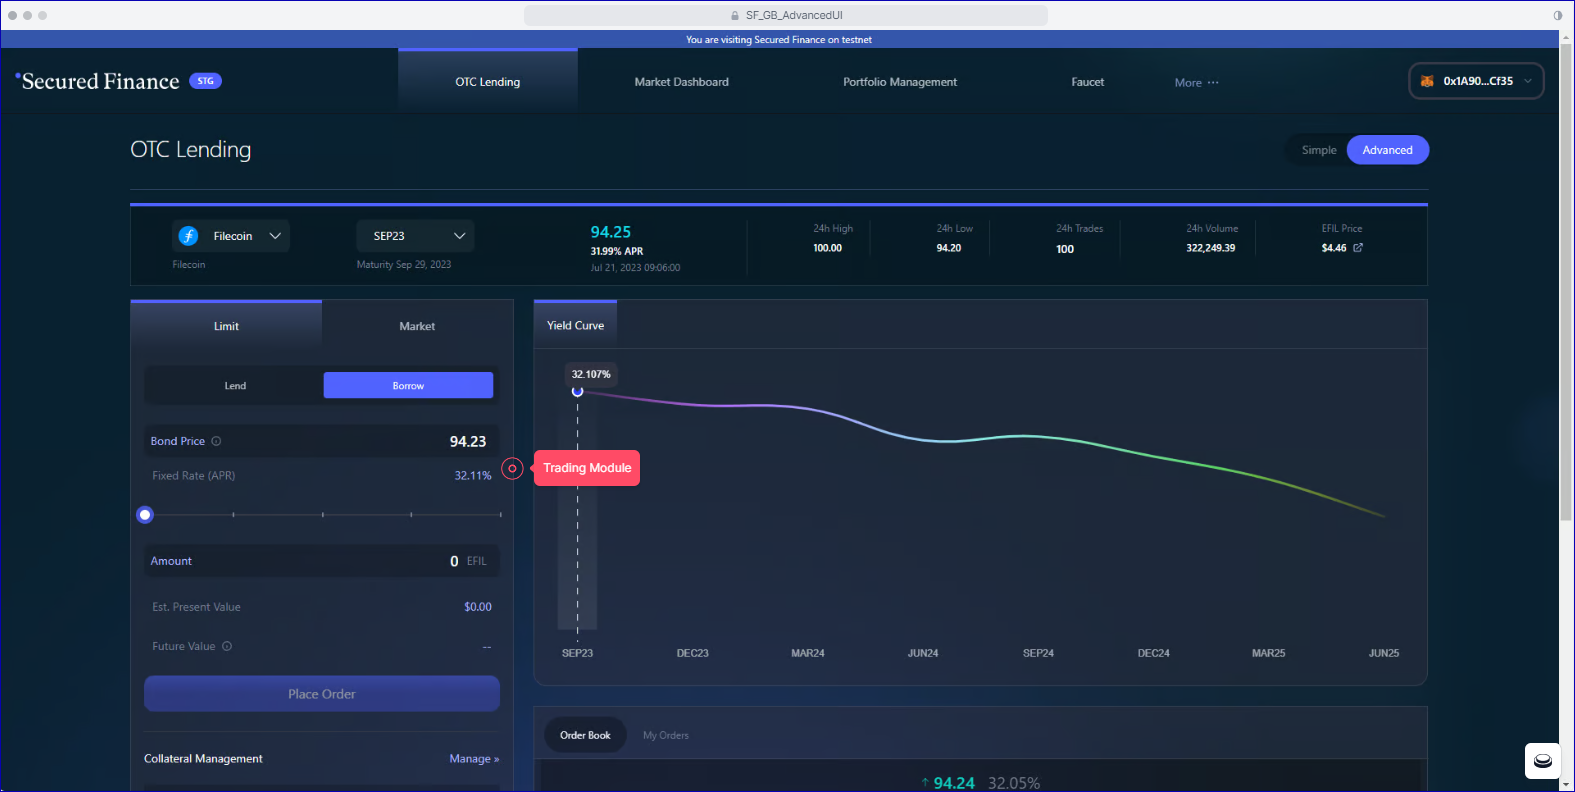 SF_GB_AdvancedUI
You are visiting Secured Finance on testnet
Secured Finance STG
OTC Lending
Market Dashboard
Portfolio Management
Faucet
More ···
0x1A90...Cf35
OTC Lending
Simple
Advanced
Filecoin
Filecoin
SEP23
Maturity Sep 29, 2023
94.25
31.99% APR
Jul 21, 2023 09:06:00
24h High
100.00
24h Low
94.20
24h Trades
100
24h Volume
322,249.39
EFIL Price
$4.46
Limit
Market
Lend
Borrow
Bond Price
94.23
Fixed Rate (APR)
32.11%
Trading Module
Amount
0 EFIL
Est. Present Value
$0.00
Future Value
--
Place Order
Collateral Management
Manage »
Yield Curve
32.107%
SEP23
DEC23
MAR24
JUN24
SEP24
DEC24
MAR25
JUN25
Order Book
My Orders
↑ 94.24 32.05%